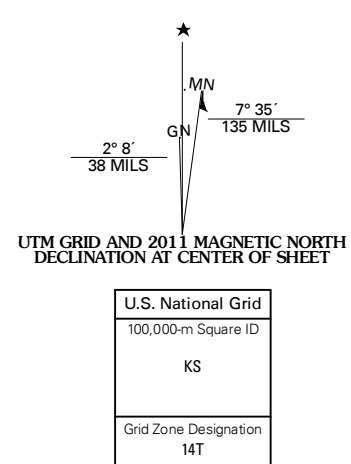 ★
MN
7° 35´
135 MILS
GN
2° 8´
38 MILS
UTM GRID AND 2011 MAGNETIC NORTH
DECLINATION AT CENTER OF SHEET
U.S. National Grid
100,000-m Square ID
KS
Grid Zone Designation
14T